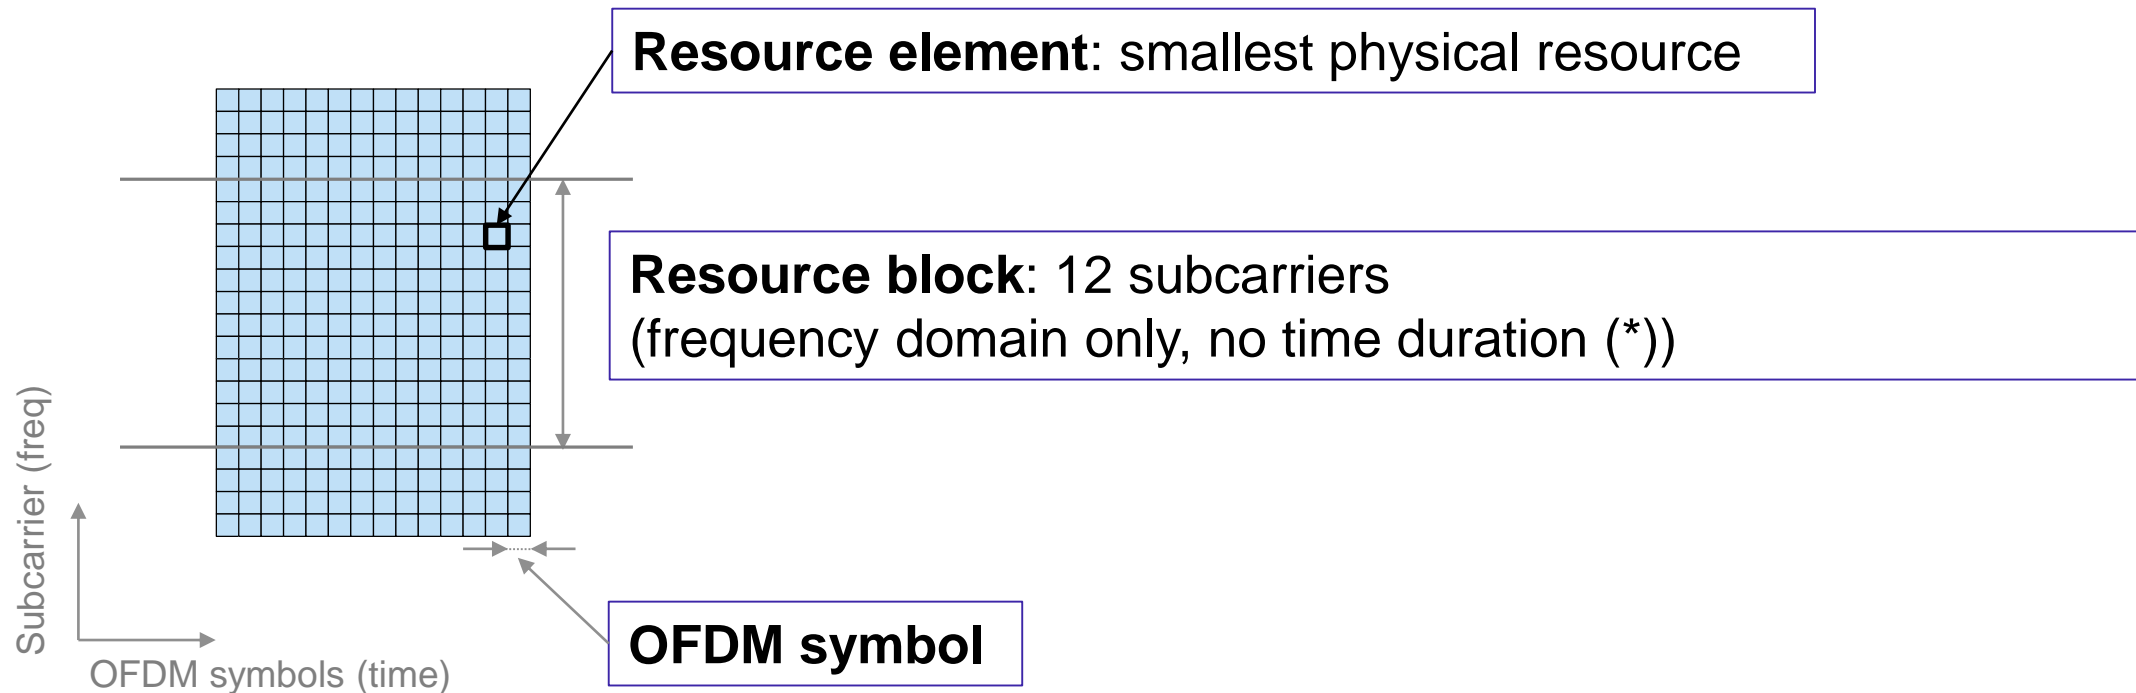 Resource element: smallest physical resource
Resource block: 12 subcarriers
(frequency domain only, no time duration (*))
Subcarrier (freq)
OFDM symbols (time)
OFDM symbol